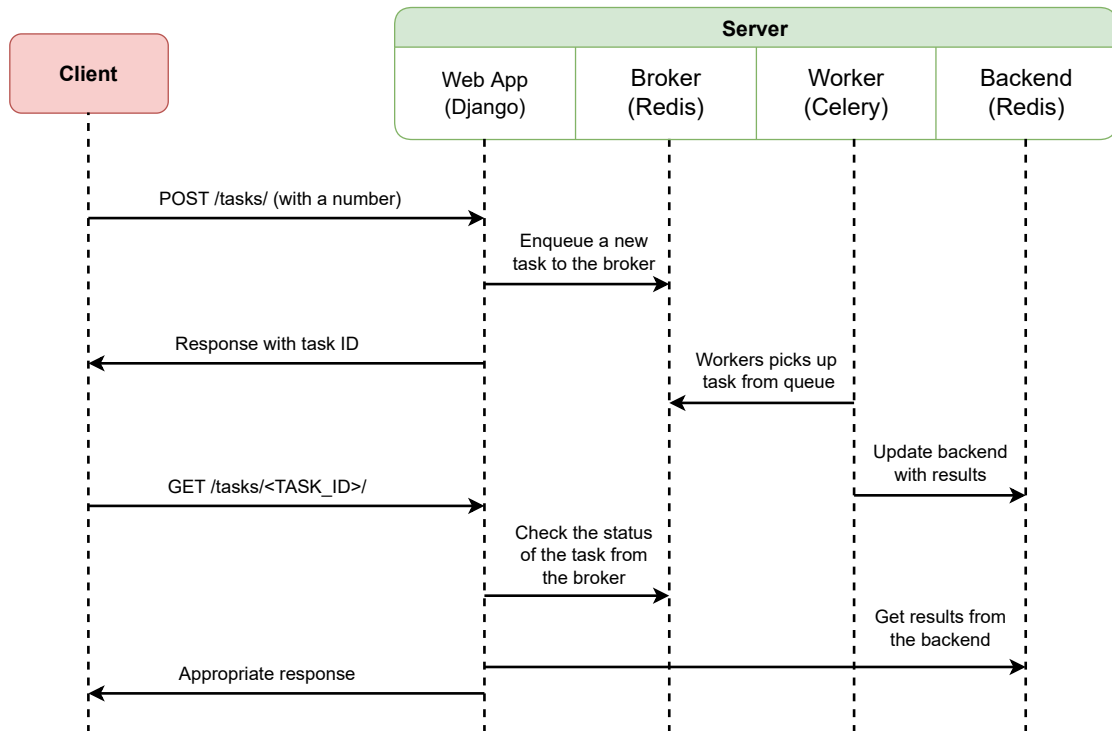 Server
Client
Web App
(Django)
Broker
(Redis)
Worker
(Celery)
Backend
(Redis)
POST /tasks/ (with a number)
Enqueue a new
task to the broker
Response with task ID
Workers picks up
task from queue
Update backend
with results
GET /tasks/<TASK_ID>/
Check the status
of the task from
the broker
Get results from
the backend
Appropriate response